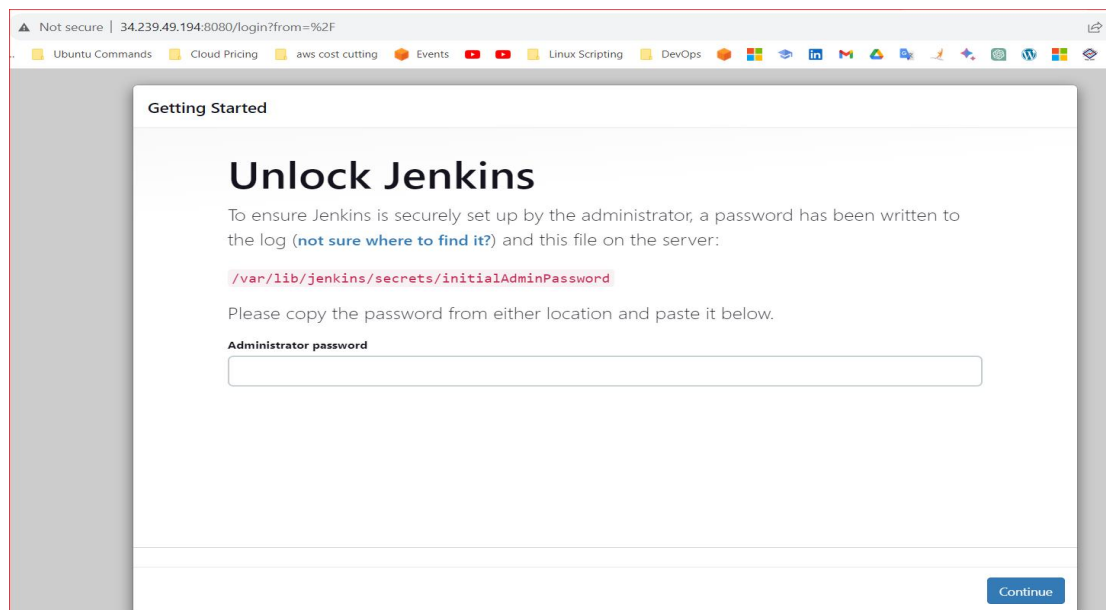 Not secure | 34.239.49.194:8080/login?from=%2F
Ubuntu Commands Cloud Pricing aws cost cutting Events Linux Scripting DevOps
Getting Started
Unlock Jenkins
To ensure Jenkins is securely set up by the administrator, a password has been written to
the log (not sure where to find it?) and this file on the server:
/var/lib/jenkins/secrets/initialAdminPassword
Please copy the password from either location and paste it below.
Administrator password
Continue